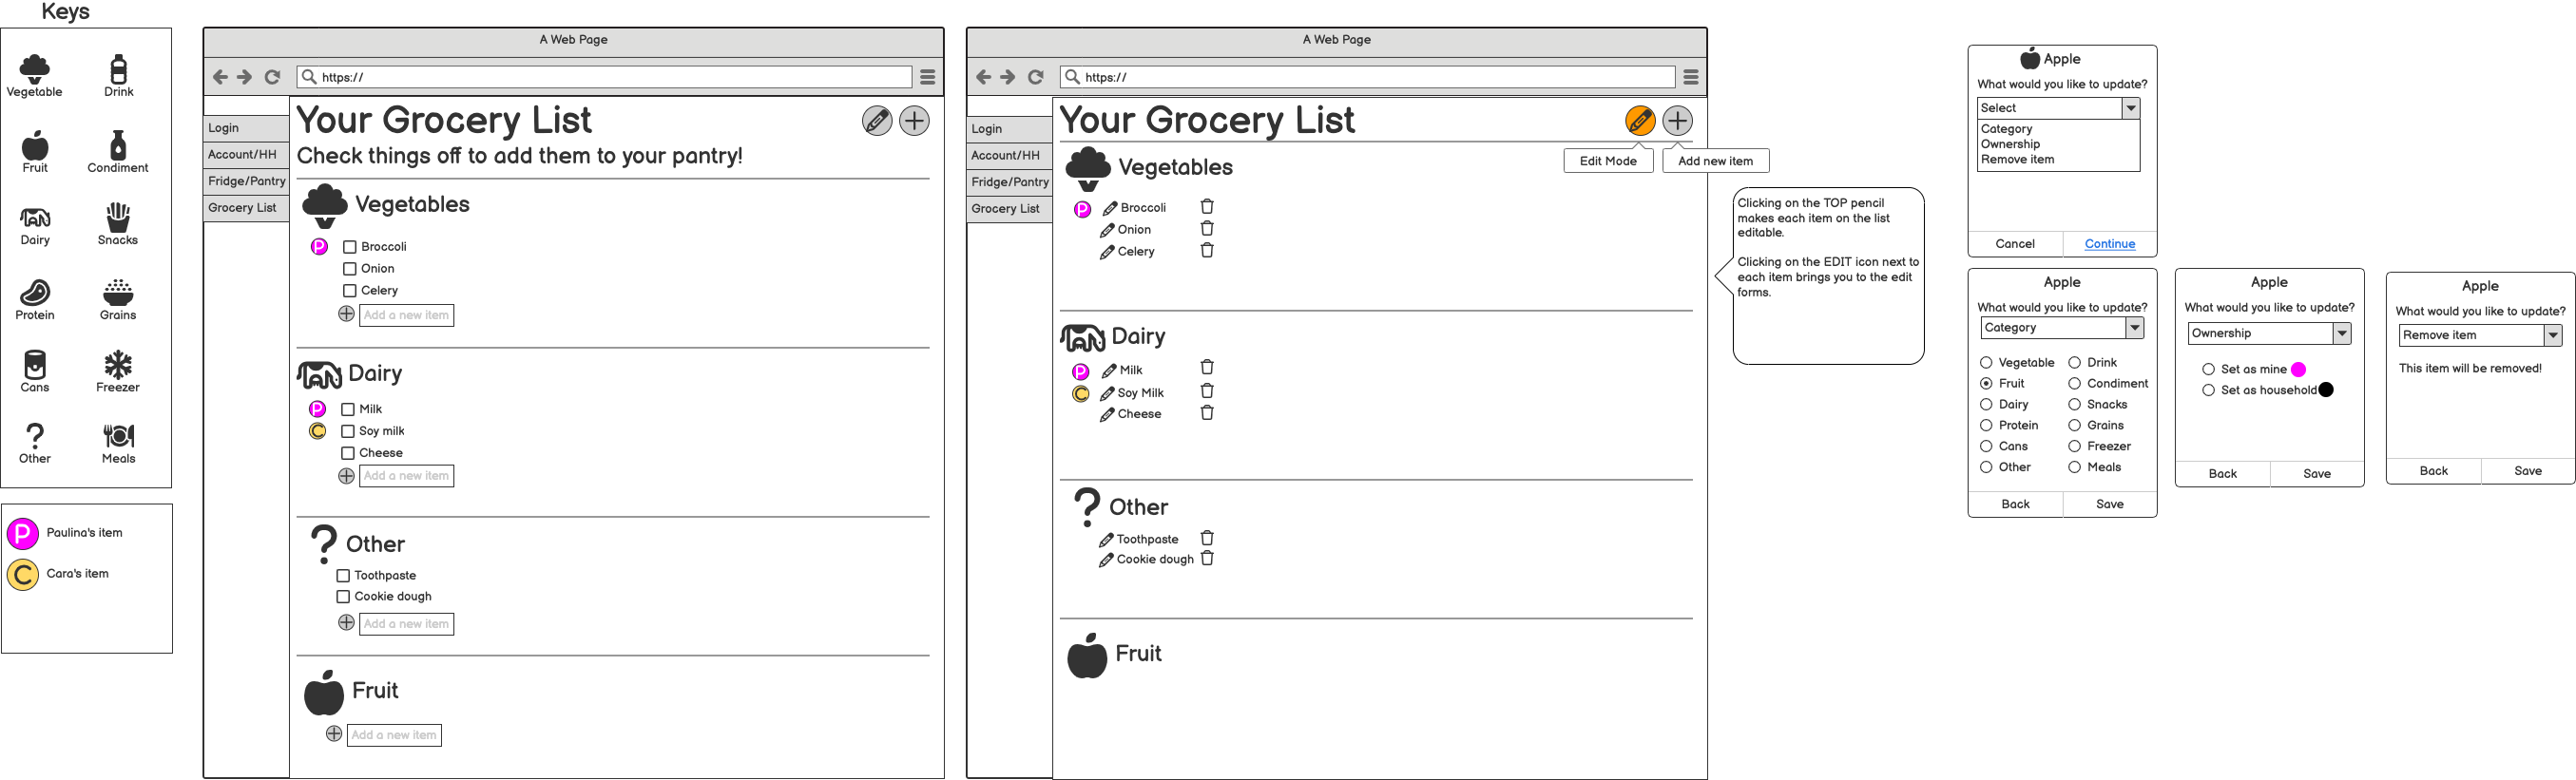 Keys
Vegetable
Drink
Fruit
Condiment
Dairy
Snacks
Protein
Grains
Cans
Freezer
Other
Meals
P Paulina's item
C Cara's item
A Web Page
https://
Login
Account/HH
Fridge/Pantry
Grocery List
Your Grocery List
Check things off to add them to your pantry!
Vegetables
P Broccoli
Onion
Celery
Add a new item
Dairy
P Milk
C Soy milk
Cheese
Add a new item
? Other
Toothpaste
Cookie dough
Add a new item
Fruit
Add a new item
A Web Page
https://
Login
Account/HH
Fridge/Pantry
Grocery List
Your Grocery List
Edit Mode
Add new item
Vegetables
P Broccoli
Onion
Celery
Dairy
P Milk
C Soy Milk
Cheese
? Other
Toothpaste
Cookie dough
Fruit
Clicking on the TOP pencil
makes each item on the list
editable.
Clicking on the EDIT icon next to
each item brings you to the edit
forms.
Apple
What would you like to update?
Select
Category
Ownership
Remove item
Cancel
Continue
Apple
What would you like to update?
Category
Vegetable
Drink
Fruit
Condiment
Dairy
Snacks
Protein
Grains
Cans
Freezer
Other
Meals
Back
Save
Apple
What would you like to update?
Ownership
Set as mine
Set as household
Back
Save
Apple
What would you like to update?
Remove item
This item will be removed!
Back
Save